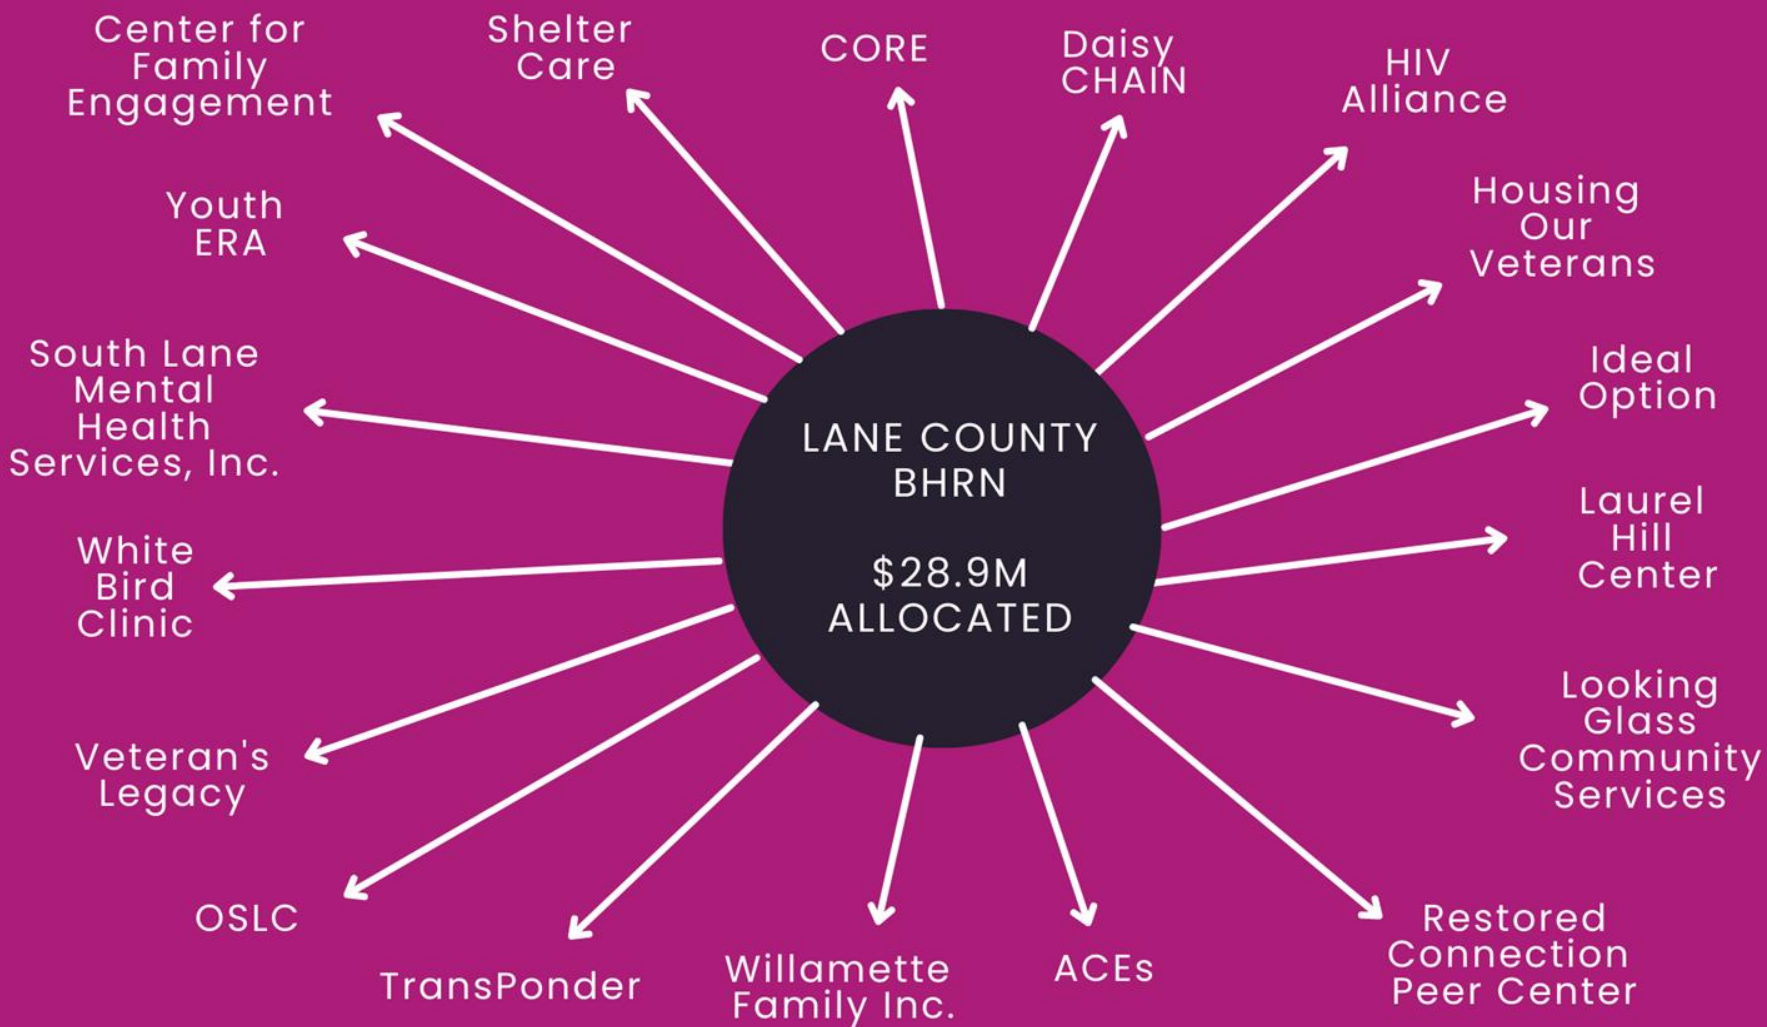 Center for
Family
Engagement
Shelter
Care
CORE
Daisy
CHAIN
HIV
Alliance
Housing
Our
Veterans
Ideal
Option
Laurel
Hill
Center
Looking
Glass
Community
Services
Restored
Connection
Peer Center
ACEs
Willamette
Family Inc.
TransPonder
OSLC
Veteran's
Legacy
White
Bird
Clinic
South Lane
Mental
Health
Services, Inc.
Youth
ERA
LANE COUNTY
BHRN
$28.9M
ALLOCATED